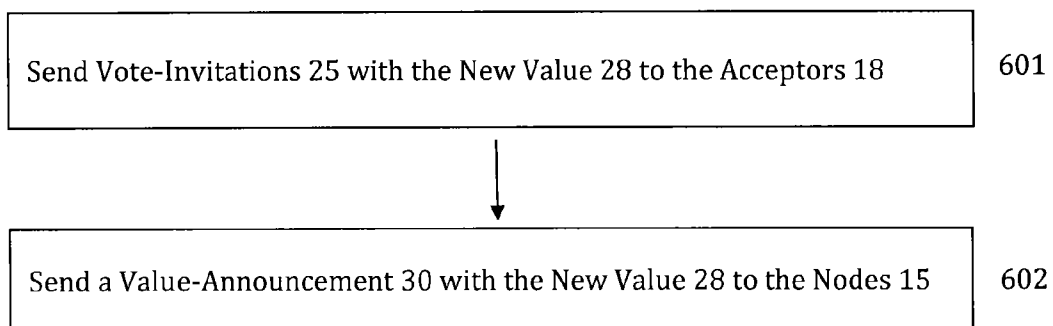 Send Vote-Invitations 25 with the New Value 28 to the Acceptors 18
601
Send a Value-Announcement 30 with the New Value 28 to the Nodes 15
602